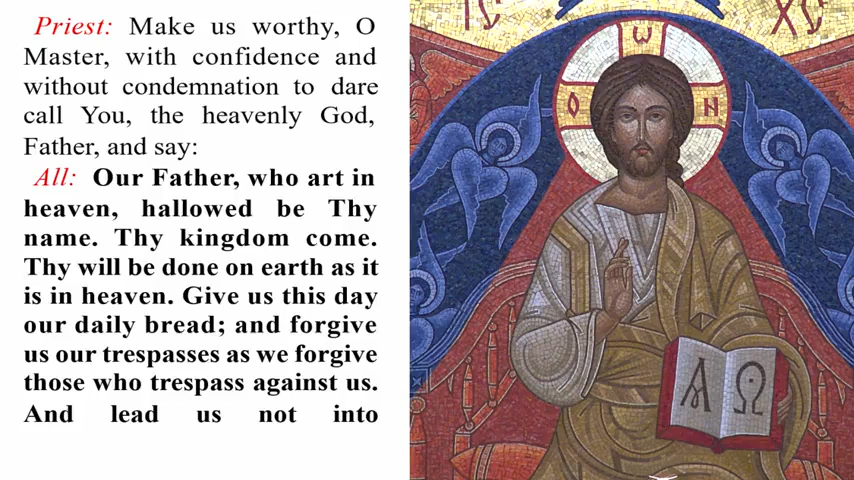 Priest: Make us worthy, O
Master, with confidence and
without condemnation to dare
call You, the heavenly God,
Father, and say:
All: Our Father, who art in
heaven, hallowed be Thy
name. Thy kingdom come.
Thy will be done on earth as it
is in heaven. Give us this day
our daily bread; and forgive
us our trespasses as we forgive
those who trespass against us.
And lead us not into
IC XC
Ѡ
O N
Α Ω